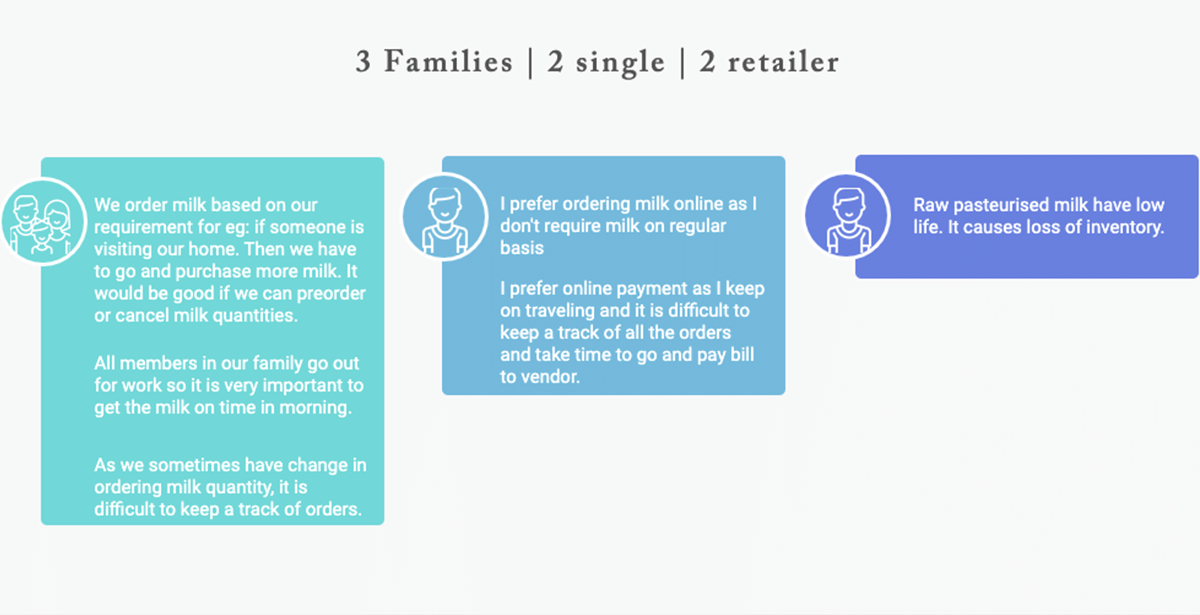 3 Families | 2 single | 2 retailer
We order milk based on our
requirement for eg: if someone is
visiting our home. Then we have
to go and purchase more milk. It
would be good if we can preorder
or cancel milk quantities.
All members in our family go out
for work so it is very important to
get the milk on time in morning.
As we sometimes have change in
ordering milk quantity, it is
difficult to keep a track of orders.
I prefer ordering milk online as I
don't require milk on regular
basis
I prefer online payment as I keep
on traveling and it is difficult to
keep a track of all the orders
and take time to go and pay bill
to vendor.
Raw pasteurised milk have low
life. It causes loss of inventory.